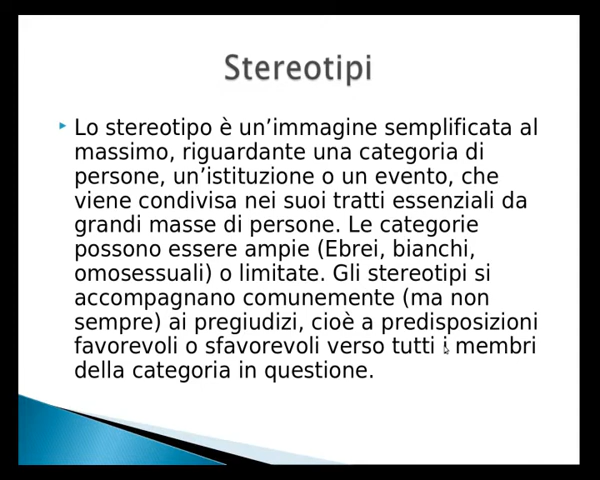 Stereotipi
Lo stereotipo è un’immagine semplificata al
massimo, riguardante una categoria di
persone, un’istituzione o un evento, che
viene condivisa nei suoi tratti essenziali da
grandi masse di persone. Le categorie
possono essere ampie (Ebrei, bianchi,
omosessuali) o limitate. Gli stereotipi si
accompagnano comunemente (ma non
sempre) ai pregiudizi, cioè a predisposizioni
favorevoli o sfavorevoli verso tutti i membri
della categoria in questione.